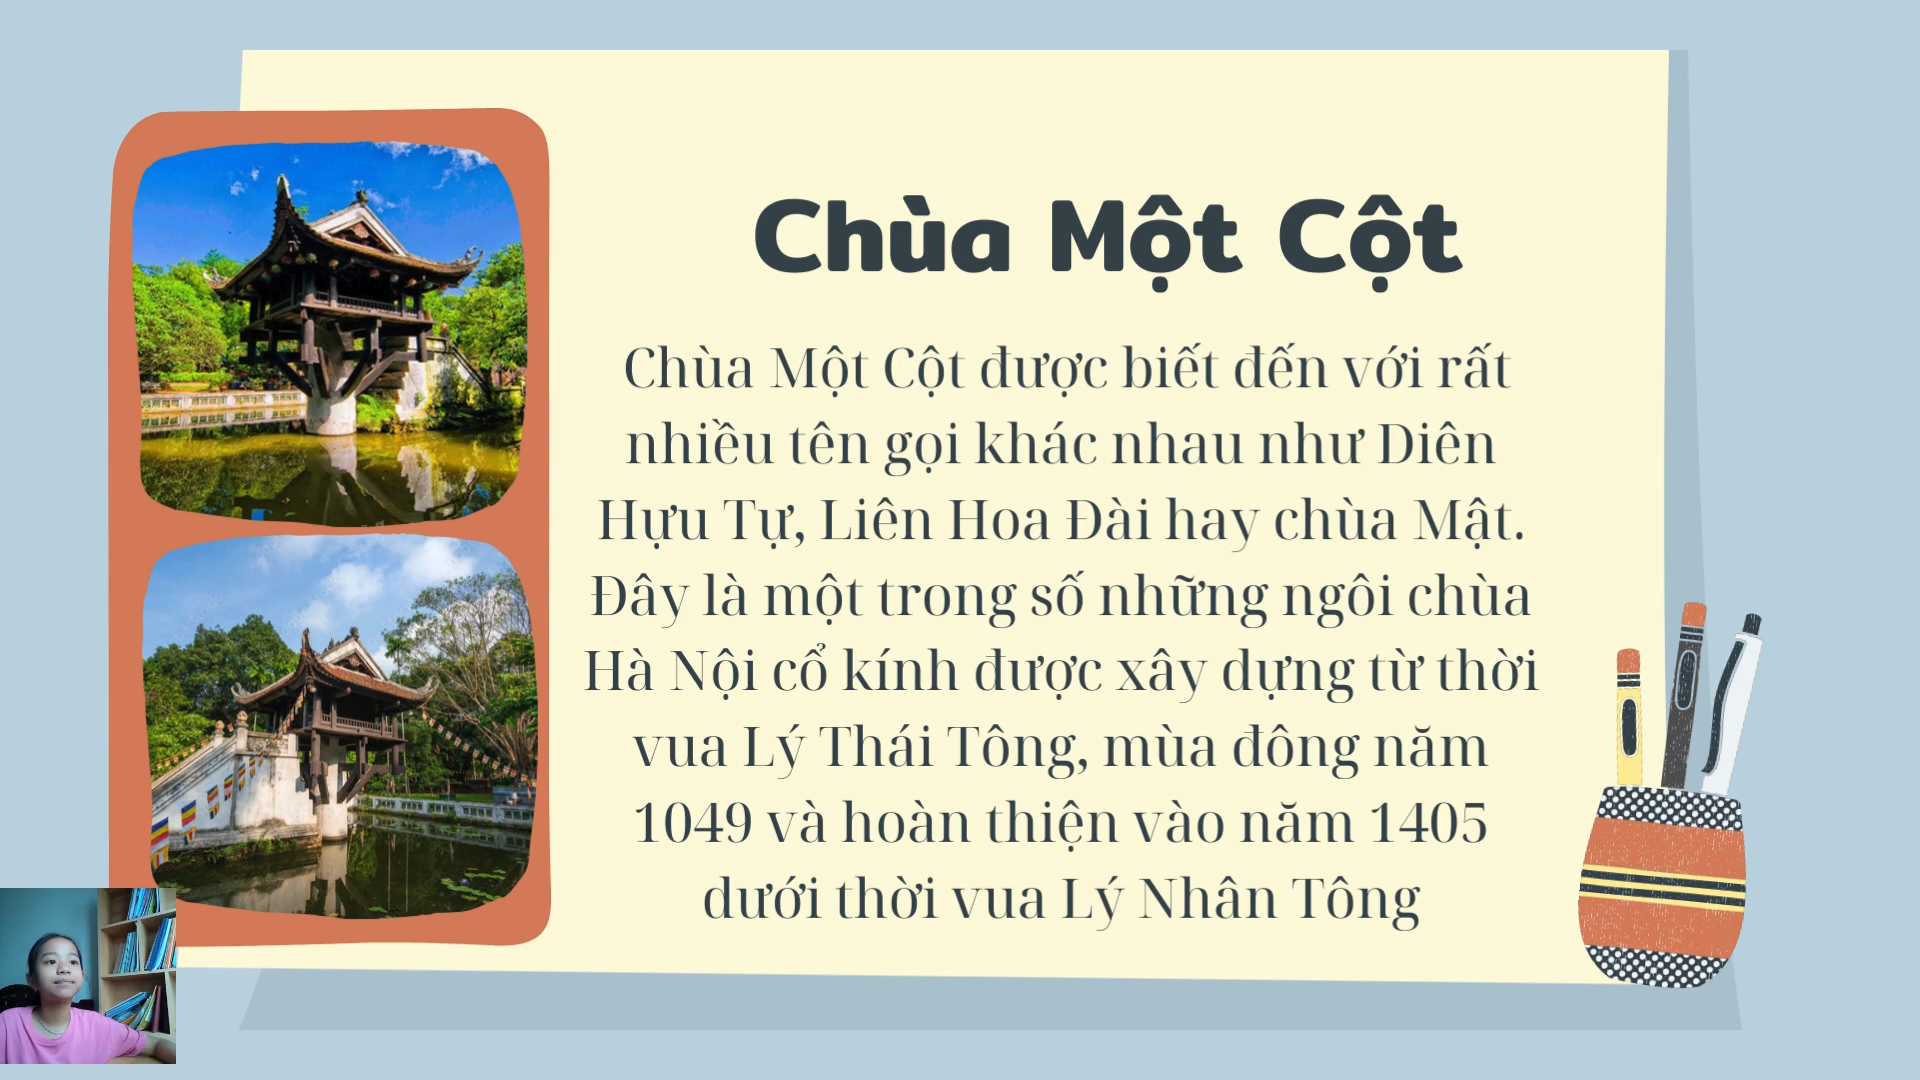 Chùa Một Cột
Chùa Một Cột được biết đến với rất
nhiều tên gọi khác nhau như Diên
Hựu Tự, Liên Hoa Đài hay chùa Mật.
Đây là một trong số những ngôi chùa
Hà Nội cổ kính được xây dựng từ thời
vua Lý Thái Tông, mùa đông năm
1049 và hoàn thiện vào năm 1405
dưới thời vua Lý Nhân Tông